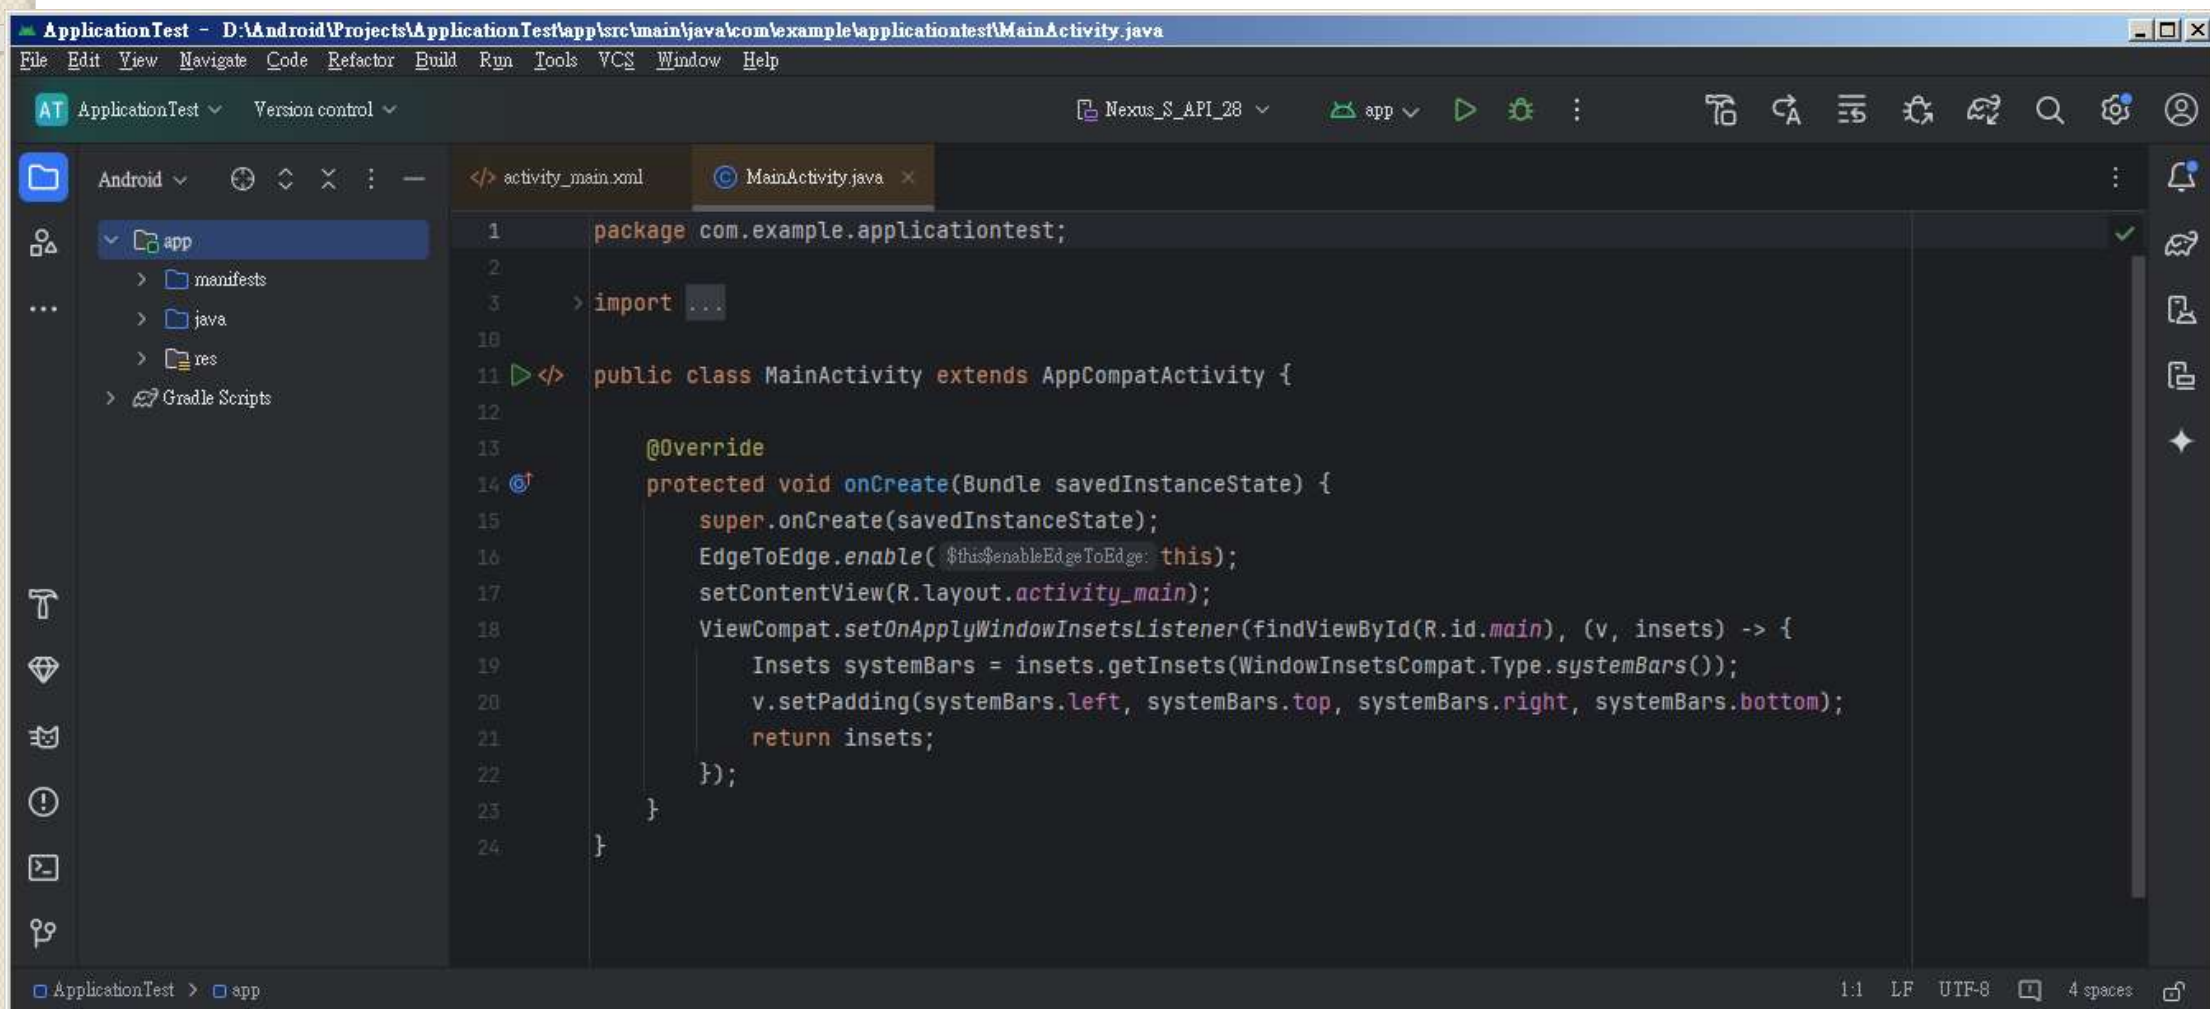 ApplicationTest - D:\Android\Projects\ApplicationTest\app\src\main\java\com\example\applicationtest\MainActivity.java
File Edit View Navigate Code Refactor Build Run Tools VCS Window Help
AT ApplicationTest Version control Nexus_S_API_28 app
Android </> activity_main.xml MainActivity.java
app
manifests
java
res
Gradle Scripts
1 package com.example.applicationtest;
2
3 import ...
10
11 </> public class MainActivity extends AppCompatActivity {
12
13 @Override
14 protected void onCreate(Bundle savedInstanceState) {
15 super.onCreate(savedInstanceState);
16 EdgeToEdge.enable( $this$enableEdgeToEdge: this);
17 setContentView(R.layout.activity_main);
18 ViewCompat.setOnApplyWindowInsetsListener(findViewById(R.id.main), (v, insets) -> {
19 Insets systemBars = insets.getInsets(WindowInsetsCompat.Type.systemBars());
20 v.setPadding(systemBars.left, systemBars.top, systemBars.right, systemBars.bottom);
21 return insets;
22 });
23 }
24 }
ApplicationTest > app 1:1 LF UTF-8 4 spaces